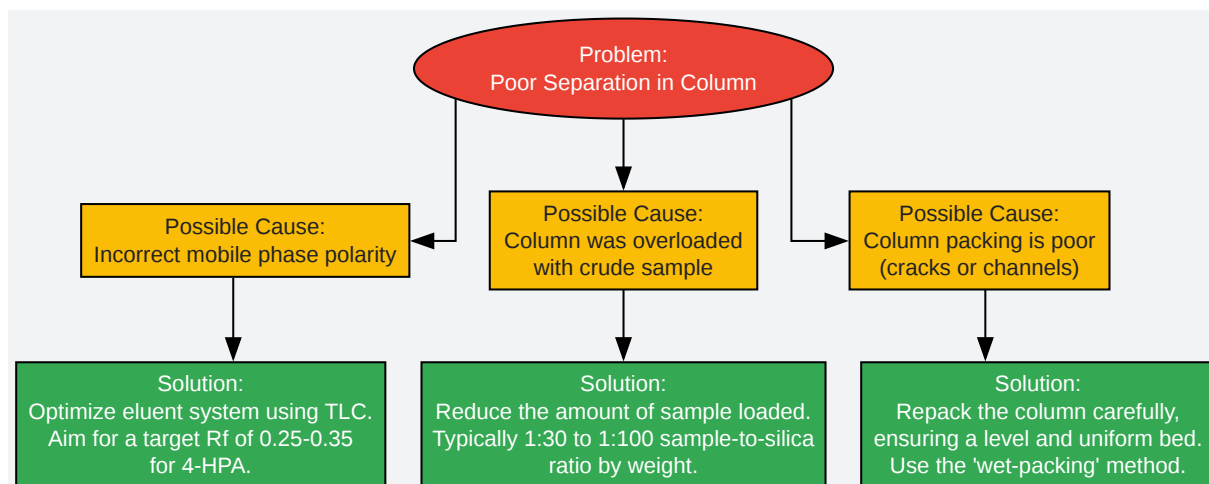 Problem:
Poor Separation in Column
Possible Cause:
Incorrect mobile phase polarity
Possible Cause:
Column was overloaded
with crude sample
Possible Cause:
Column packing is poor
(cracks or channels)
Solution:
Optimize eluent system using TLC.
Aim for a target Rf of 0.25-0.35
for 4-HPA.
Solution:
Reduce the amount of sample loaded.
Typically 1:30 to 1:100 sample-to-silica
ratio by weight.
Solution:
Repack the column carefully,
ensuring a level and uniform bed.
Use the 'wet-packing' method.